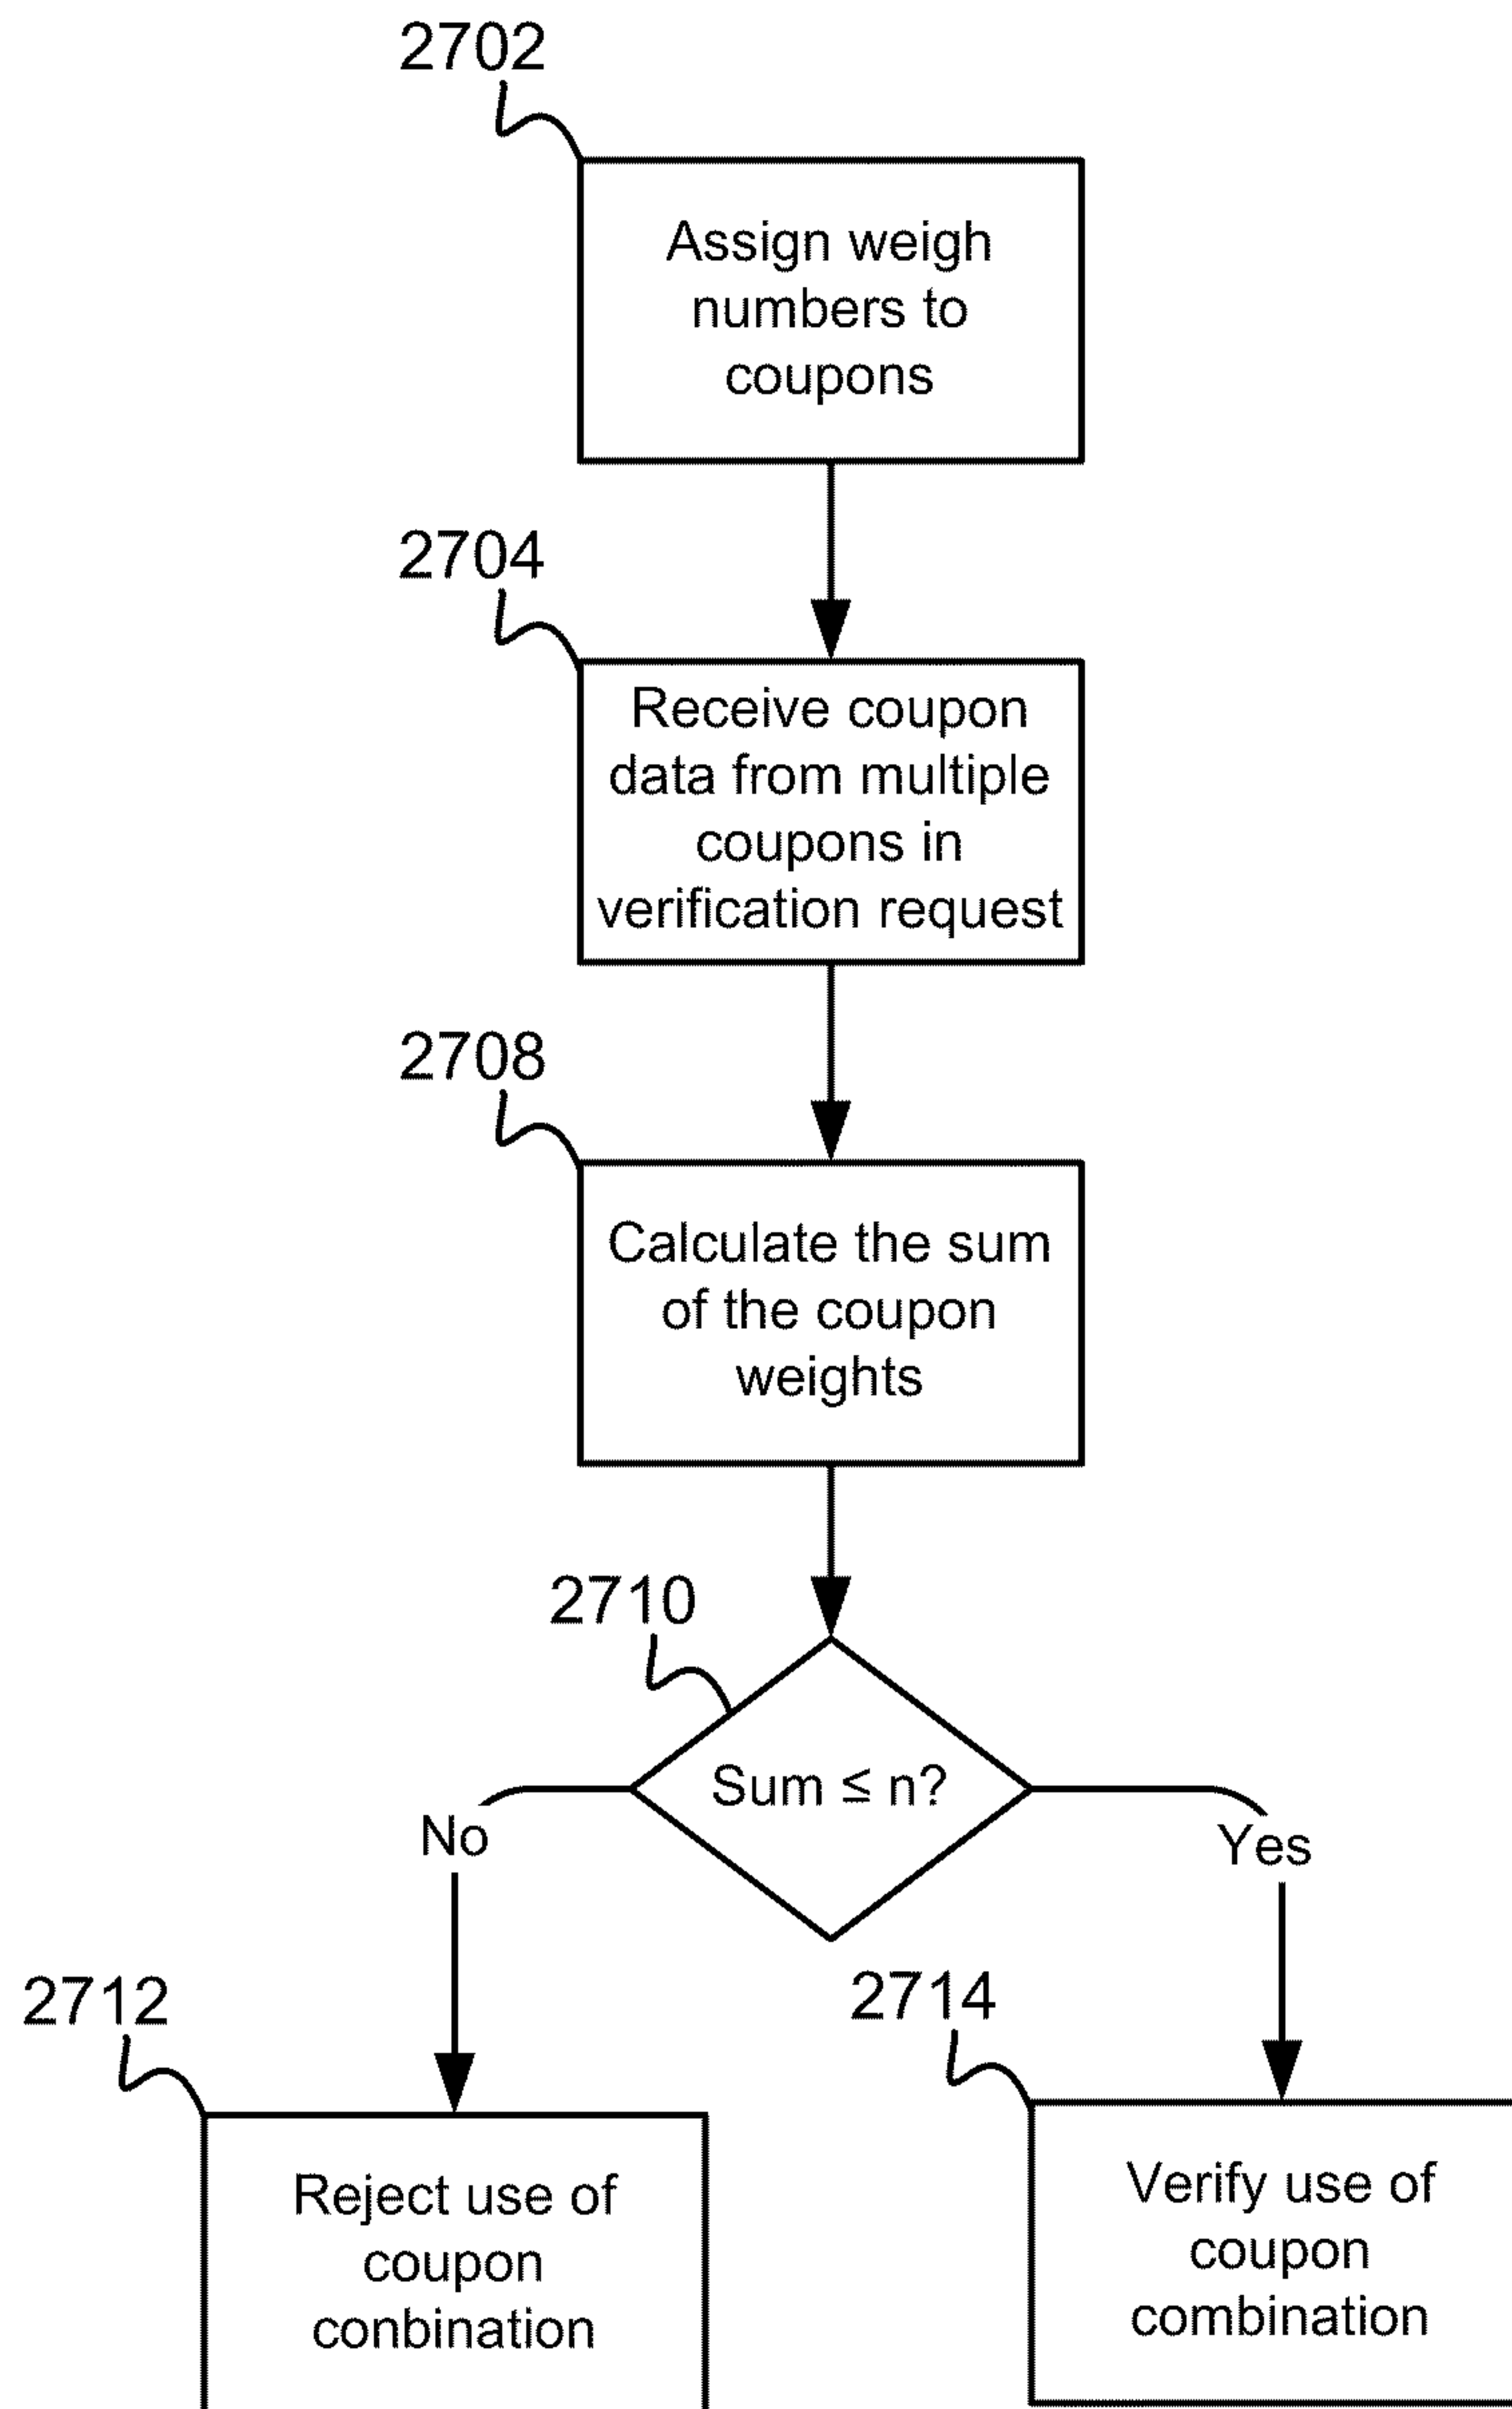 2702
Assign weigh
numbers to
coupons
2704
Receive coupon
data from multiple
coupons in
verification request
2708
Calculate the sum
of the coupon
weights
2710
Sum ≤ n?
No
Yes
2712
Reject use of
coupon
conbination
2714
Verify use of
coupon
combination